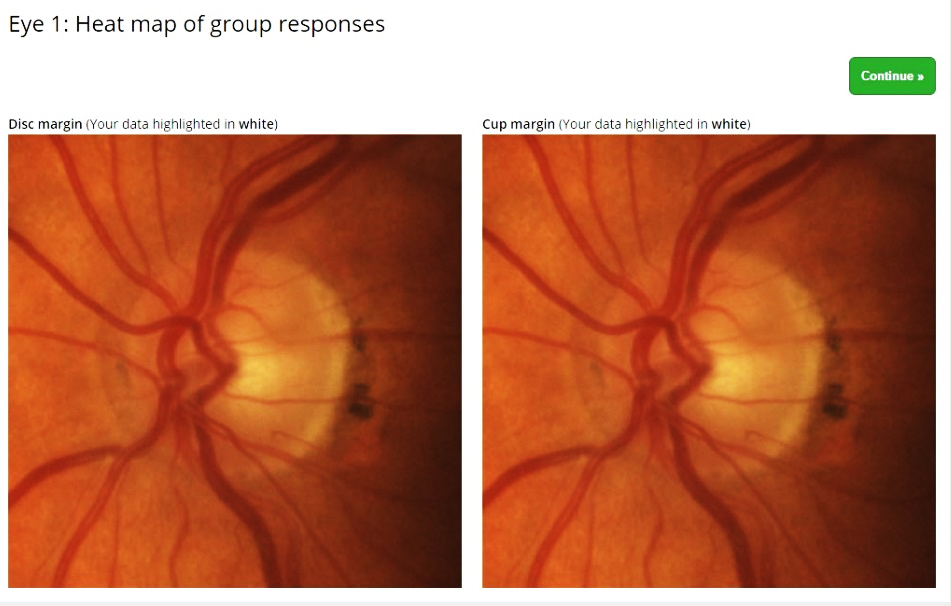 Eye 1: Heat map of group responses
Continue »
Disc margin (Your data highlighted in white)
Cup margin (Your data highlighted in white)